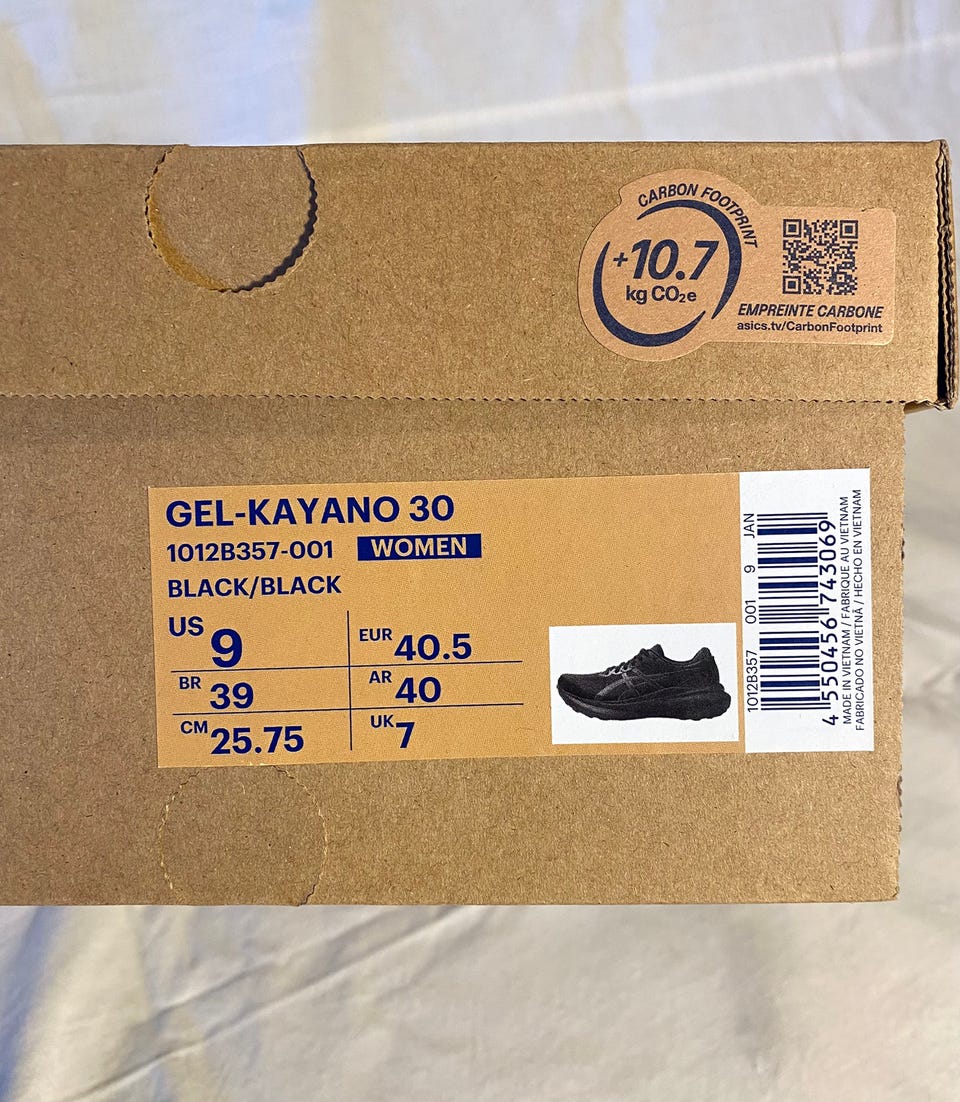 CARBON FOOTPRINT
+10.7
kg CO₂e
EMPREINTE CARBONE
asics.tv/CarbonFootprint
GEL-KAYANO 30
1012B357-001 WOMEN
BLACK/BLACK
US 9
EUR 40.5
BR 39
AR 40
CM 25.75
UK 7
1012B357 001 9 JAN
4 550456 743069
MADE IN VIETNAM / FABRIQUE AU VIETNAM
FABRICADO NO VIETNÃ / HECHO EN VIETNAM